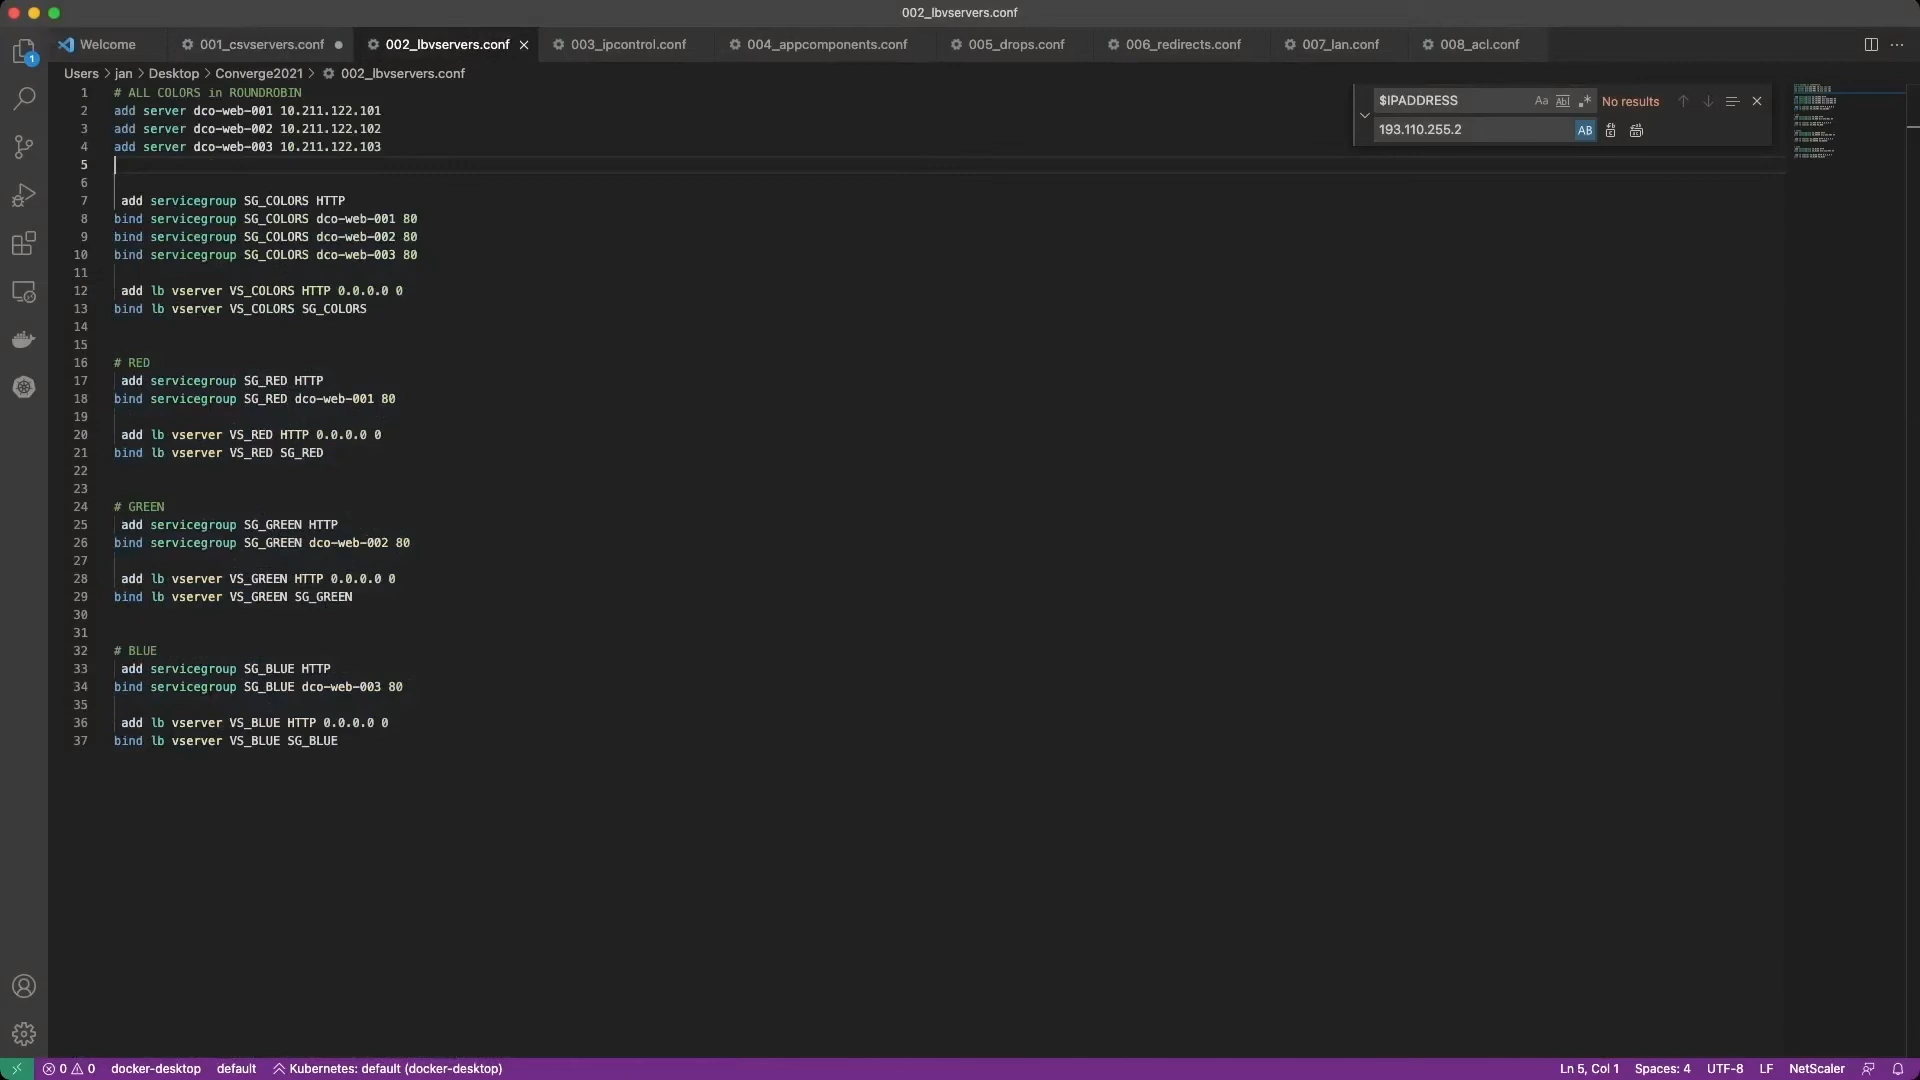 002_lbvservers.conf
Welcome
001_csvservers.conf
002_lbvservers.conf
003_ipcontrol.conf
004_appcomponents.conf
005_drops.conf
006_redirects.conf
007_lan.conf
008_acl.conf
1
Users > jan > Desktop > Converge2021 > 002_lbvservers.conf
$IPADDRESS Aa Ab .* No results
193.110.255.2 AB
1 # ALL COLORS in ROUNDROBIN
2 add server dco-web-001 10.211.122.101
3 add server dco-web-002 10.211.122.102
4 add server dco-web-003 10.211.122.103
5
6
7 add servicegroup SG_COLORS HTTP
8 bind servicegroup SG_COLORS dco-web-001 80
9 bind servicegroup SG_COLORS dco-web-002 80
10 bind servicegroup SG_COLORS dco-web-003 80
11
12 add lb vserver VS_COLORS HTTP 0.0.0.0 0
13 bind lb vserver VS_COLORS SG_COLORS
14
15
16 # RED
17 add servicegroup SG_RED HTTP
18 bind servicegroup SG_RED dco-web-001 80
19
20 add lb vserver VS_RED HTTP 0.0.0.0 0
21 bind lb vserver VS_RED SG_RED
22
23
24 # GREEN
25 add servicegroup SG_GREEN HTTP
26 bind servicegroup SG_GREEN dco-web-002 80
27
28 add lb vserver VS_GREEN HTTP 0.0.0.0 0
29 bind lb vserver VS_GREEN SG_GREEN
30
31
32 # BLUE
33 add servicegroup SG_BLUE HTTP
34 bind servicegroup SG_BLUE dco-web-003 80
35
36 add lb vserver VS_BLUE HTTP 0.0.0.0 0
37 bind lb vserver VS_BLUE SG_BLUE
0 0 docker-desktop default Kubernetes: default (docker-desktop) Ln 5, Col 1 Spaces: 4 UTF-8 LF NetScaler